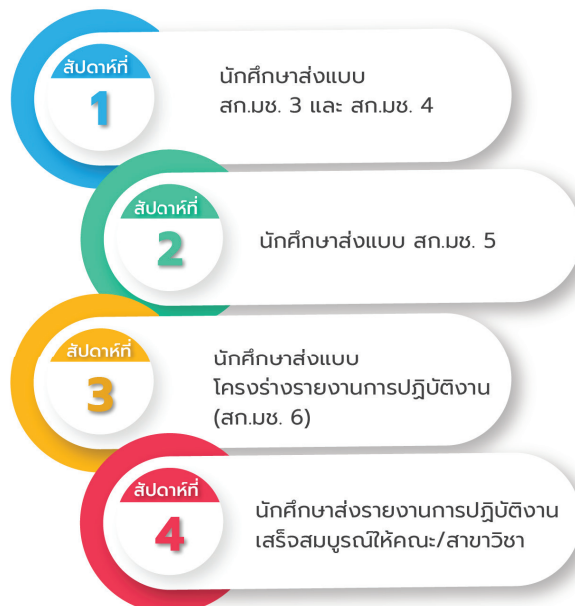 สัปดาห์ที่
1
นักศึกษาส่งแบบ
สก.มช. 3 และ สก.มช. 4
สัปดาห์ที่
2
นักศึกษาส่งแบบ สก.มช. 5
สัปดาห์ที่
3
นักศึกษาส่งแบบ
โครงร่างรายงานการปฏิบัติงาน
(สก.มช. 6)
สัปดาห์ที่
4
นักศึกษาส่งรายงานการปฏิบัติงาน
เสร็จสมบูรณ์ให้คณะ/สาขาวิชา